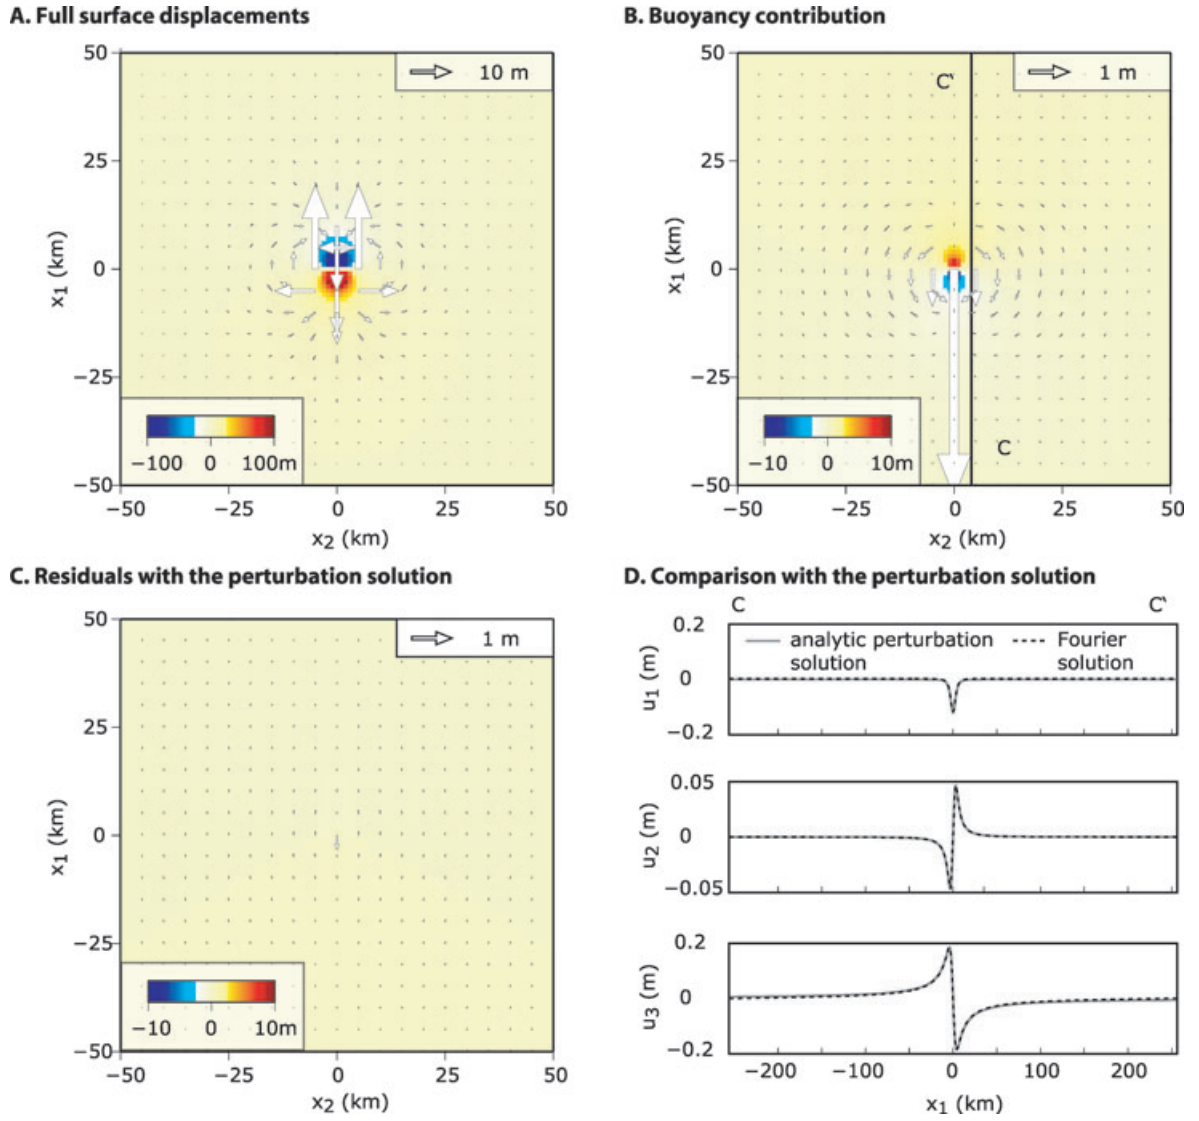 A. Full surface displacements
50
25
0
−25
−50
x1 (km)
10 m
−100 0 100m
−50 −25 0 25 50
x2 (km)
B. Buoyancy contribution
50
25
0
−25
−50
x1 (km)
C'
1 m
C
−10 0 10m
−50 −25 0 25 50
x2 (km)
C. Residuals with the perturbation solution
50
25
0
−25
−50
x1 (km)
1 m
−10 0 10m
−50 −25 0 25 50
x2 (km)
D. Comparison with the perturbation solution
C C'
0.2
0
−0.2
u1 (m)
analytic perturbation solution
Fourier solution
0.05
0
−0.05
u2 (m)
0.2
0
−0.2
u3 (m)
−200 −100 0 100 200
x1 (km)